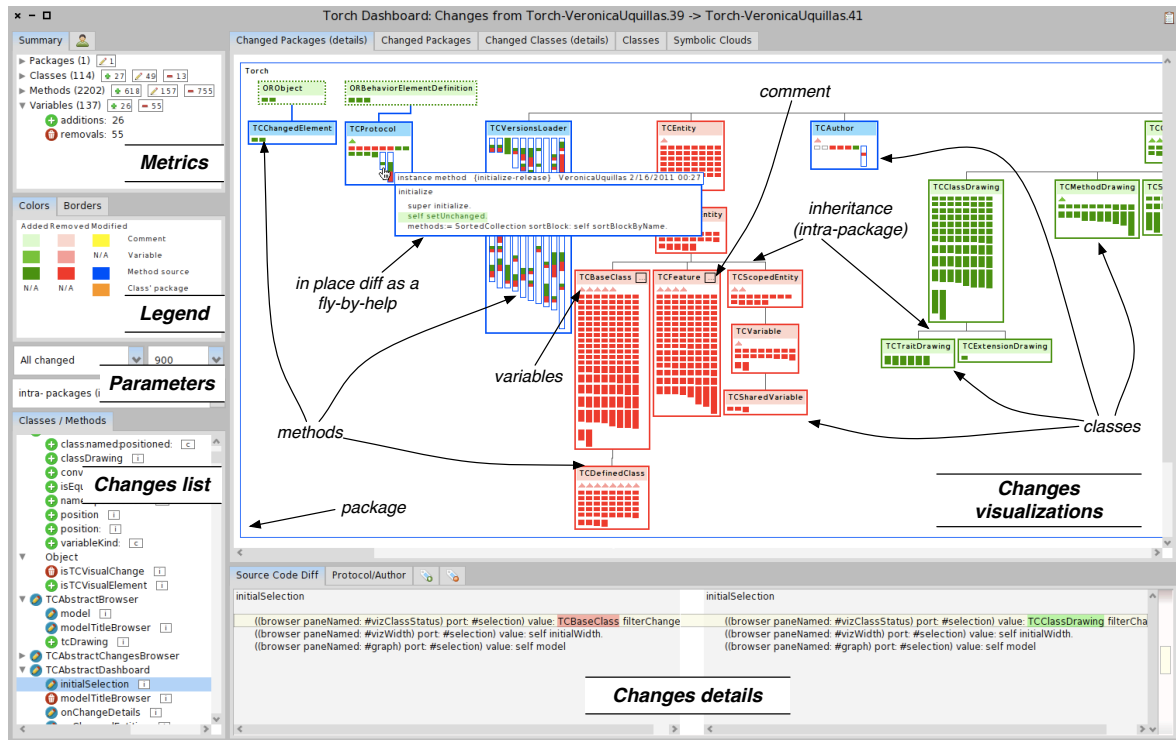 Torch Dashboard: Changes from Torch-VeronicaUquillas.39 -> Torch-VeronicaUquillas.41
Summary
Packages (1) 1
Classes (114) 27 49 13
Methods (2202) 618 157 755
Variables (137) 26 55
additions: 26
removals: 55
Metrics
Colors Borders
Added Removed Modified
Comment
N/A Variable
Method source
N/A N/A Class' package
Legend
All changed 900
intra- packages (i
Parameters
Classes / Methods
class:named:positioned: c
classDrawing i
conv
isEqu
name
position i
position: i
variableKind: c
Object
isTCVisualChange i
isTCVisualElement i
TCAbstractBrowser
model i
modelTitleBrowser i
tcDrawing i
TCAbstractChangesBrowser
TCAbstractDashboard
initialSelection i
modelTitleBrowser i
onChangeDetails i
Changes list
Changed Packages (details) Changed Packages Changed Classes (details) Classes Symbolic Clouds
Torch
ORObject
ORBehaviorElementDefinition
comment
TCChangedElement
TCProtocol
TCVersionsLoader
TCEntity
TCAuthor
instance method {initialize-release} VeronicaUquillas 2/16/2011 00:27
initialize
super initialize.
self setUnchanged.
methods:= SortedCollection sortBlock: self sortBlockByName.
ntity
TCClassDrawing
TCMethodDrawing
TCS
inheritance
(intra-package)
in place diff as a
fly-by-help
TCBaseClass
TCFeature
TCScopedEntity
TCVariable
TCTraitDrawing
TCExtensionDrawing
variables
TCSharedVariable
methods
classes
TCDefinedClass
package
Changes
visualizations
Source Code Diff Protocol/Author
initialSelection
((browser paneNamed: #vizClassStatus) port: #selection) value: TCBaseClass filterChange
((browser paneNamed: #vizWidth) port: #selection) value: self initialWidth.
((browser paneNamed: #graph) port: #selection) value: self model
initialSelection
((browser paneNamed: #vizClassStatus) port: #selection) value: TCClassDrawing filterCha
((browser paneNamed: #vizWidth) port: #selection) value: self initialWidth.
((browser paneNamed: #graph) port: #selection) value: self model
Changes details